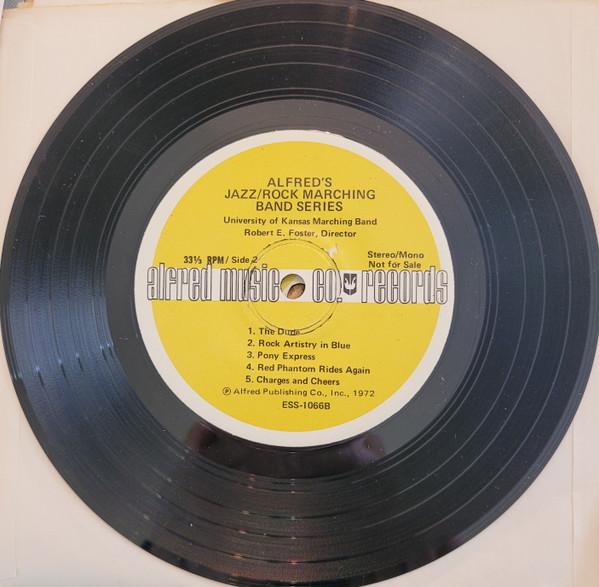 ALFRED'S
JAZZ/ROCK MARCHING
BAND SERIES
University of Kansas Marching Band
Robert E. Foster, Director
33⅓ RPM / Side 2
Stereo/Mono
Not for Sale
alfred music co. records
1. The Dude
2. Rock Artistry in Blue
3. Pony Express
4. Red Phantom Rides Again
5. Charges and Cheers
Ⓟ Alfred Publishing Co., Inc., 1972
ESS-1066B